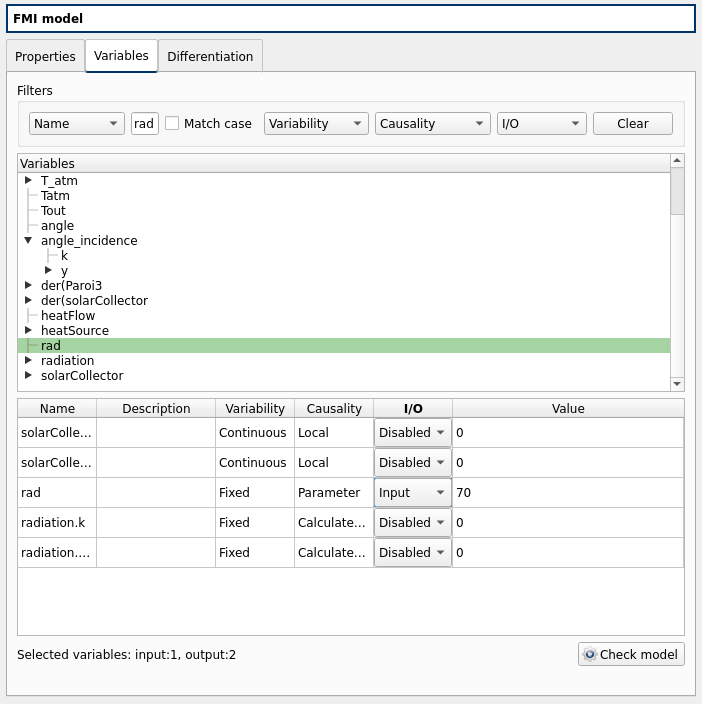 FMI model
Properties Variables Differentiation
Filters
Name rad Match case Variability Causality I/O Clear
Variables
T_atm
Tatm
Tout
angle
angle_incidence
k
y
der(Paroi3
der(solarCollector
heatFlow
heatSource
rad
radiation
solarCollector
Name Description Variability Causality I/O Value
solarColle... Continuous Local Disabled 0
solarColle... Continuous Local Disabled 0
rad Fixed Parameter Input 70
radiation.k Fixed Calculate... Disabled 0
radiation.... Fixed Calculate... Disabled 0
Selected variables: input:1, output:2 Check model